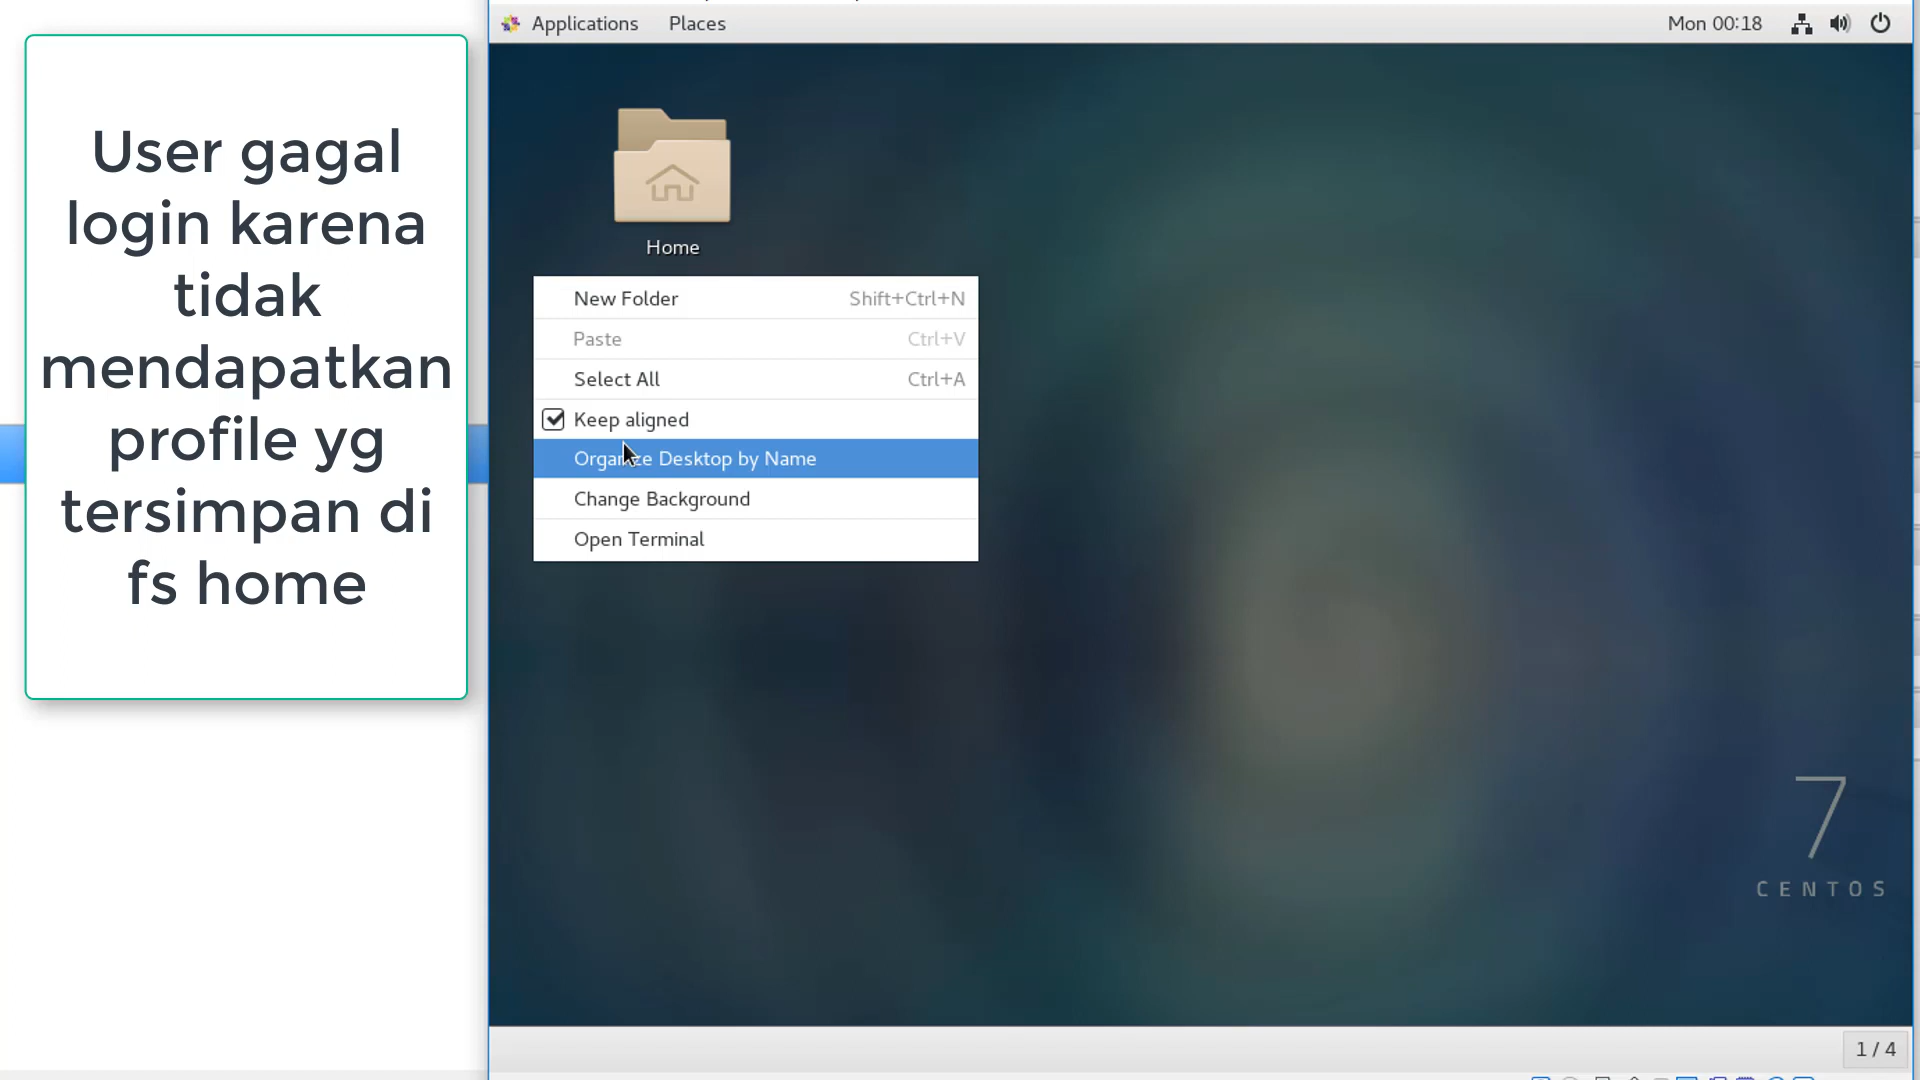 Applications Places Mon 00:18
User gagal
login karena
tidak
mendapatkan
profile yg
tersimpan di
fs home
Home
New Folder Shift+Ctrl+N
Paste Ctrl+V
Select All Ctrl+A
Keep aligned
Organize Desktop by Name
Change Background
Open Terminal
7
CENTOS
1 / 4